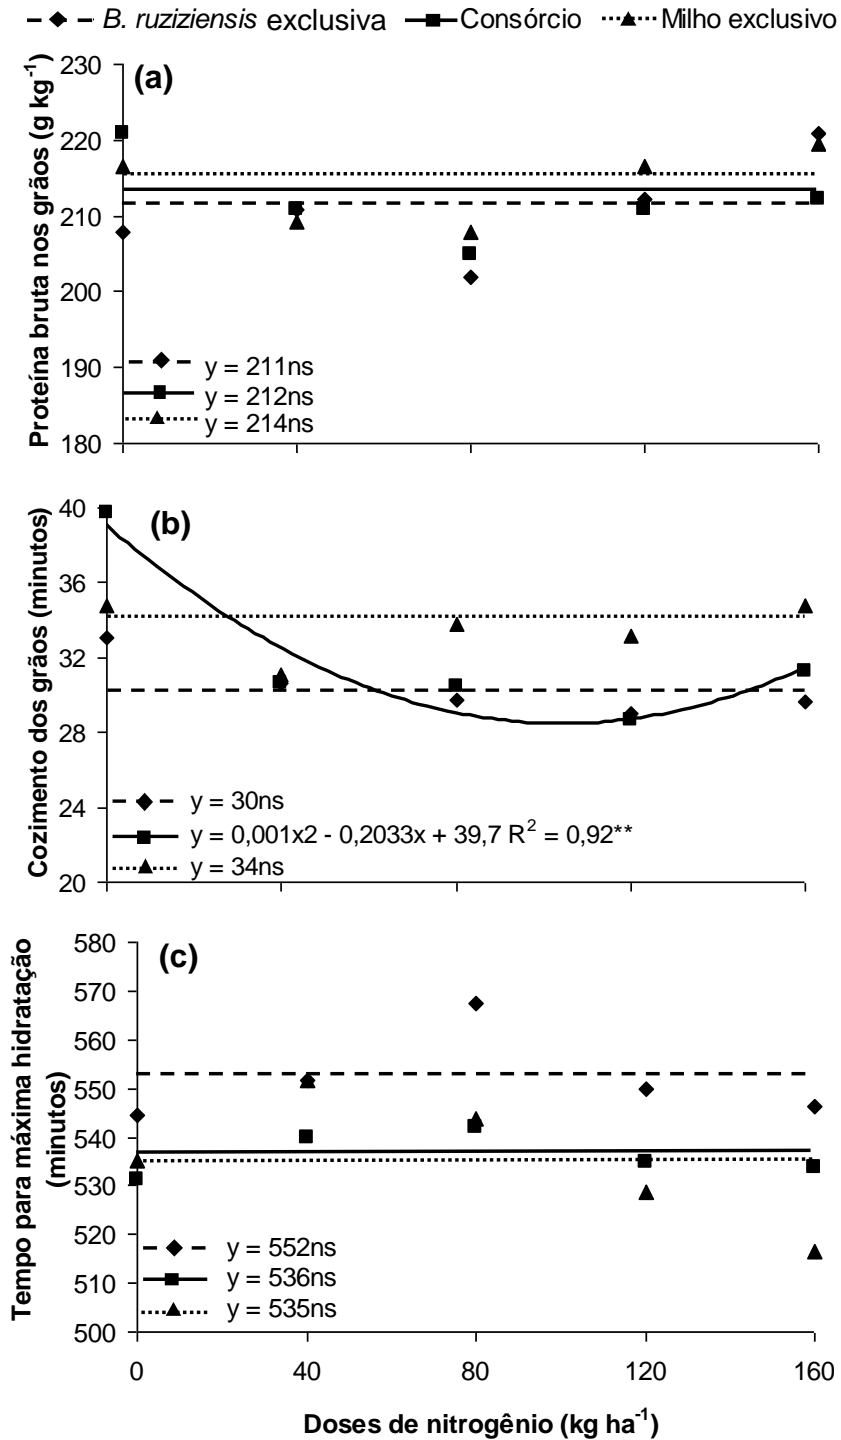 B. ruziziensis exclusiva Consórcio Milho exclusivo
(a)
Proteína bruta nos grãos (g kg-1)
230
220
210
200
190
180
y = 211ns
y = 212ns
y = 214ns
(b)
Cozimento dos grãos (minutos)
40
36
32
28
24
20
y = 30ns
y = 0,001x2 - 0,2033x + 39,7 R2 = 0,92**
y = 34ns
(c)
Tempo para máxima hidratação
(minutos)
580
570
560
550
540
530
520
510
500
y = 552ns
y = 536ns
y = 535ns
0 40 80 120 160
Doses de nitrogênio (kg ha-1)